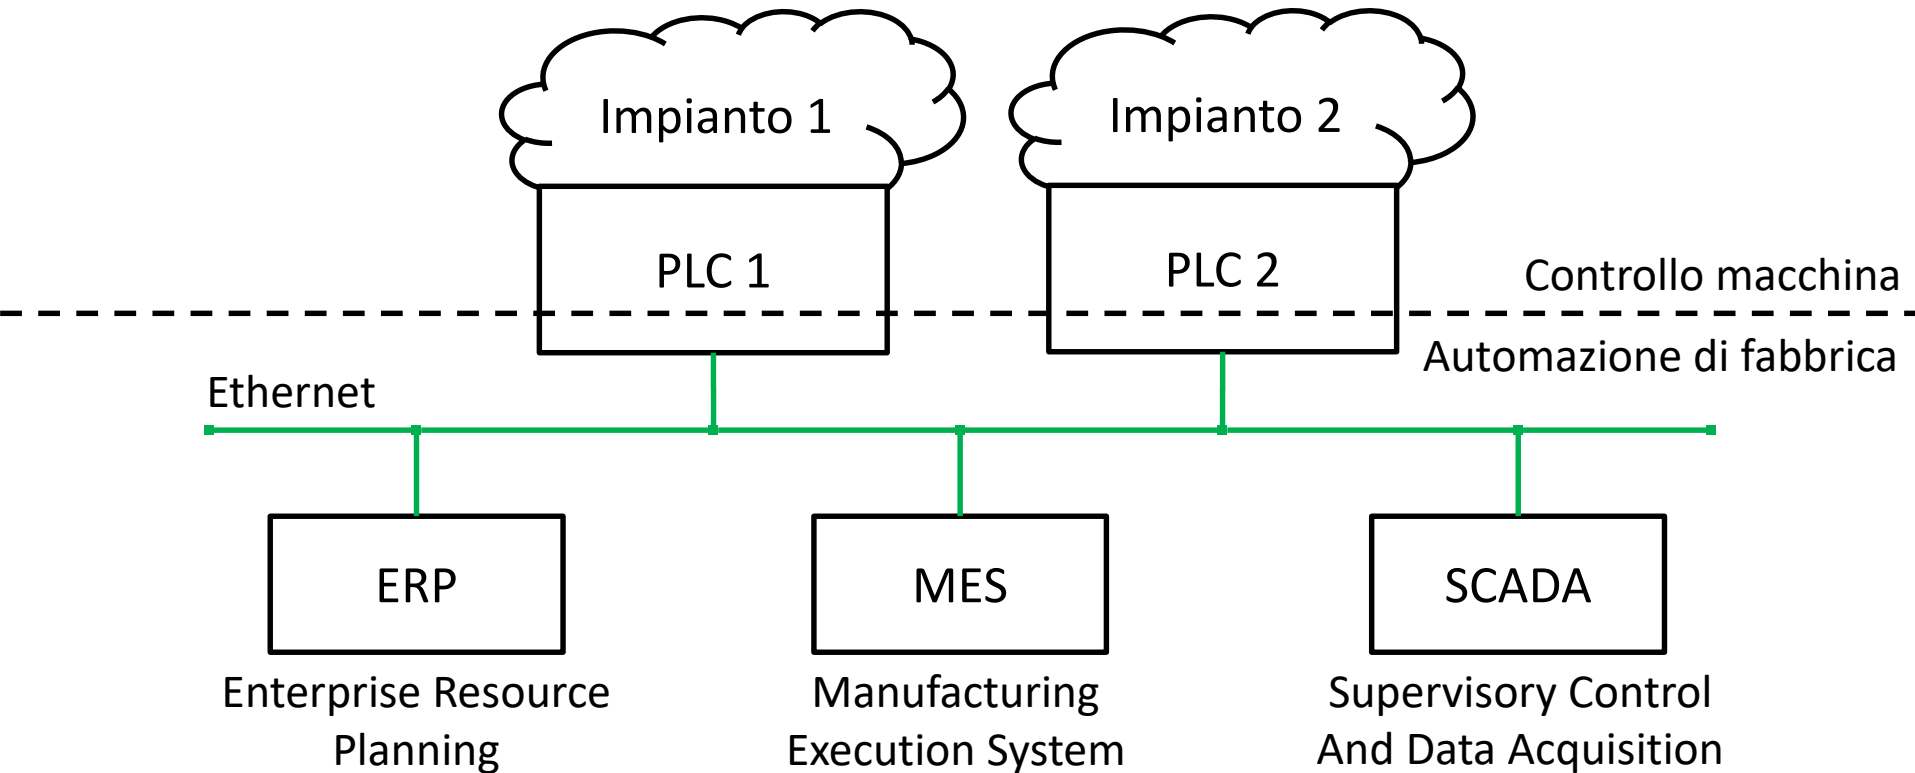 Impianto 1
Impianto 2
PLC 1
PLC 2
Controllo macchina
Automazione di fabbrica
Ethernet
ERP
MES
SCADA
Enterprise Resource
Planning
Manufacturing
Execution System
Supervisory Control
And Data Acquisition